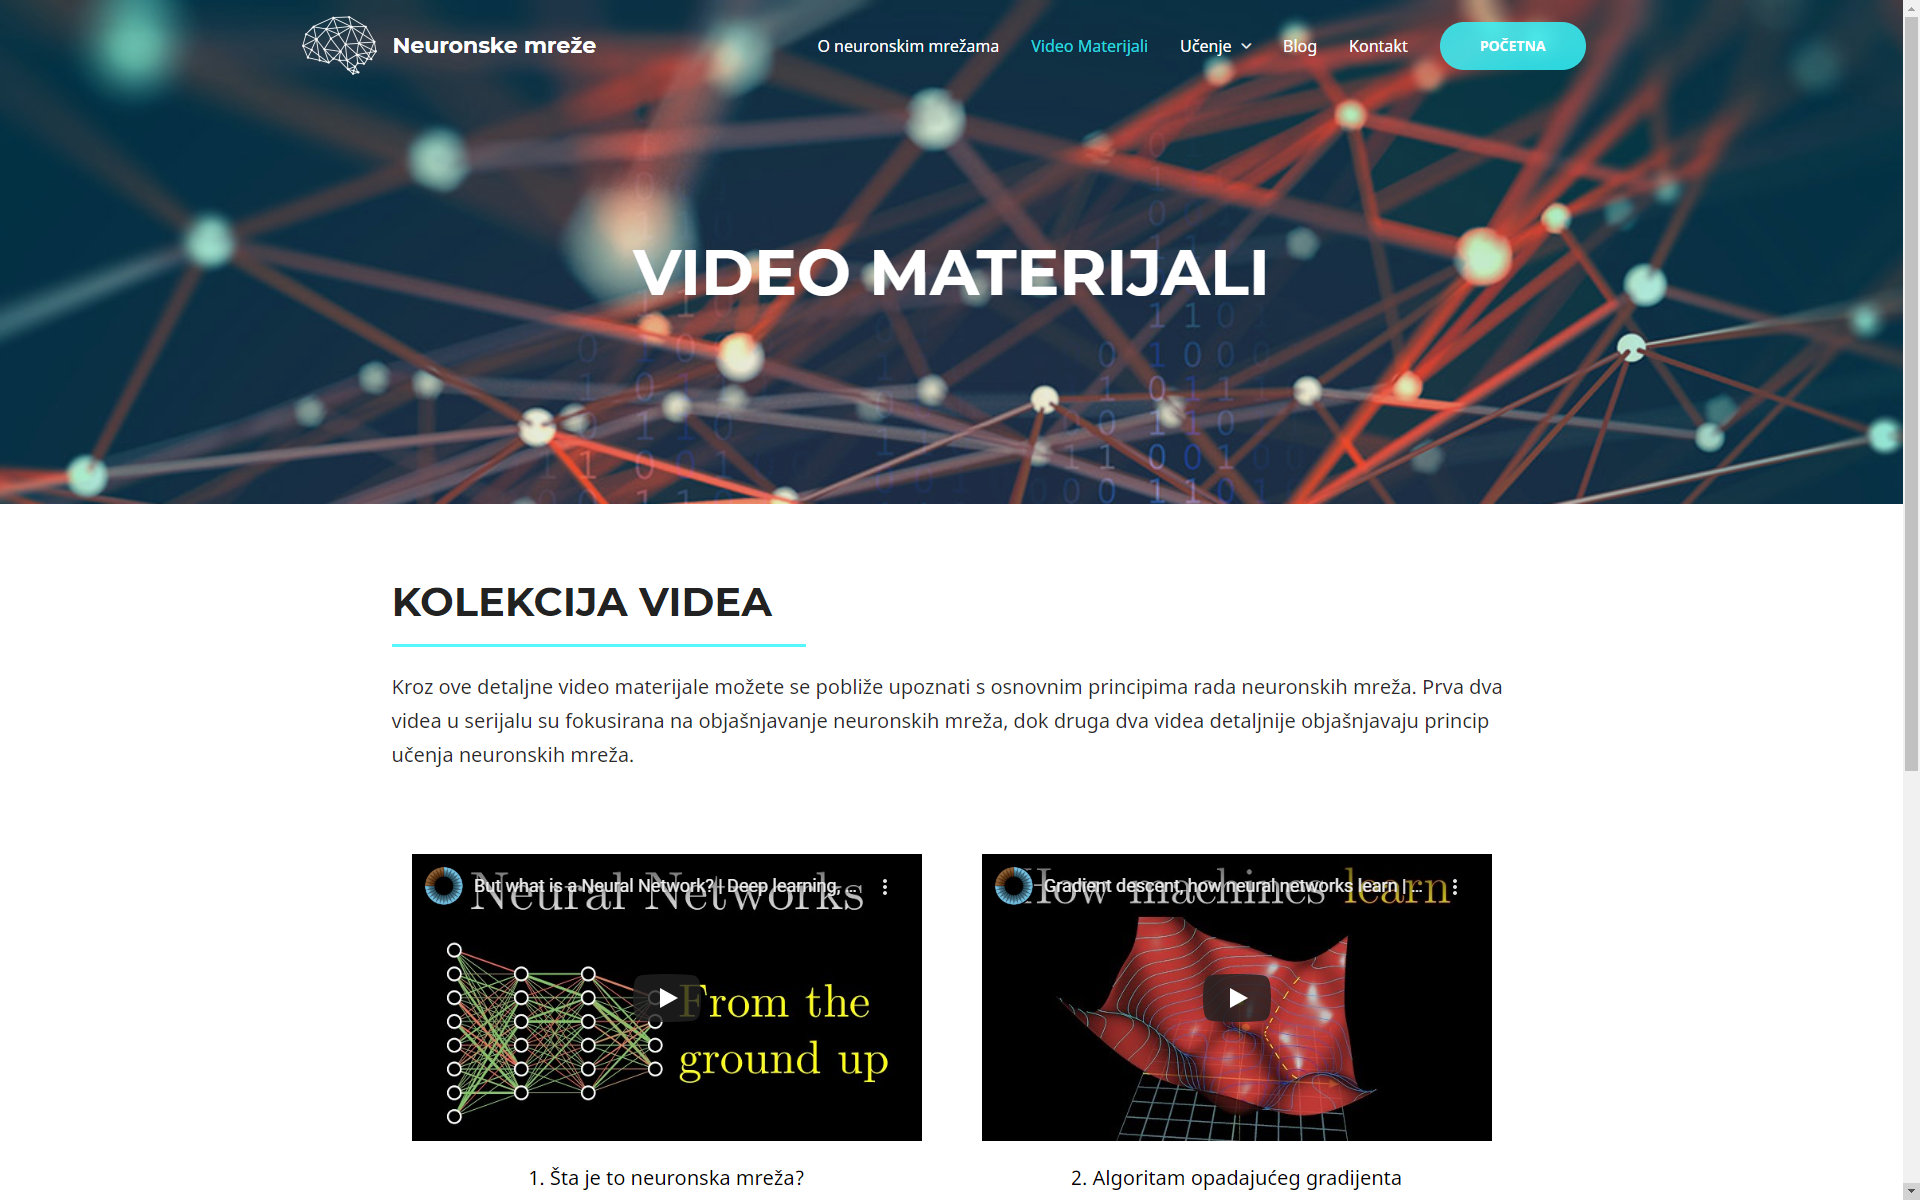 Neuronske mreže
O neuronskim mrežama
Video Materijali
Učenje
Blog
Kontakt
POČETNA
VIDEO MATERIJALI
KOLEKCIJA VIDEA
Kroz ove detaljne video materijale možete se pobliže upoznati s osnovnim principima rada neuronskih mreža. Prva dva
videa u serijalu su fokusirana na objašnjavanje neuronskih mreža, dok druga dva videa detaljnije objašnjavaju princip
učenja neuronskih mreža.
But what is a Neural Network? | Deep learning, ...
Neural Networks
From the
ground up
Gradient descent, how neural networks learn | ...
How machines learn
1. Šta je to neuronska mreža?
2. Algoritam opadajućeg gradijenta